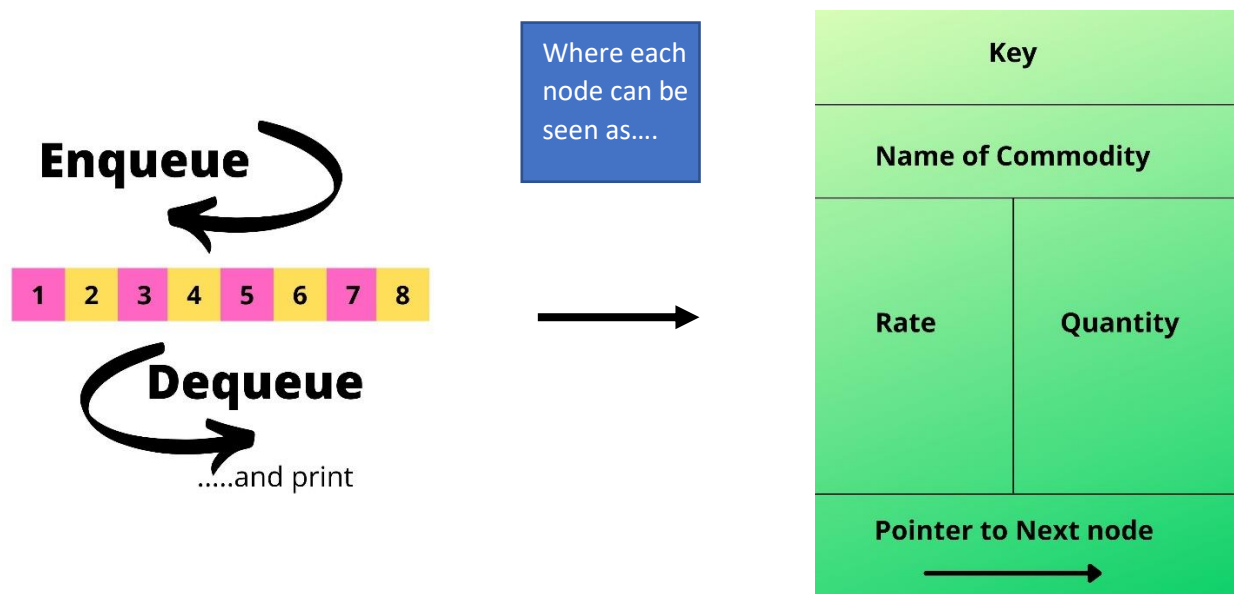 Enqueue
1 2 3 4 5 6 7 8
Dequeue
.....and print
Where each
node can be
seen as....
Key
Name of Commodity
Rate Quantity
Pointer to Next node